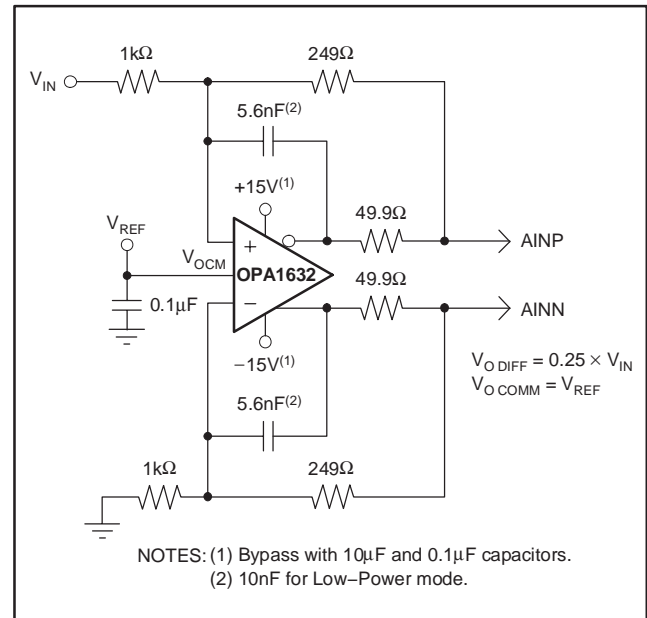 1kΩ
249Ω
V_IN
5.6nF(2)
+15V(1)
49.9Ω
V_REF
AINP
+
V_OCM
OPA1632
49.9Ω
−
0.1μF
AINN
−15V(1)
V_O DIFF = 0.25 × V_IN
V_O COMM = V_REF
5.6nF(2)
1kΩ
249Ω
NOTES: (1) Bypass with 10μF and 0.1μF capacitors.
(2) 10nF for Low−Power mode.